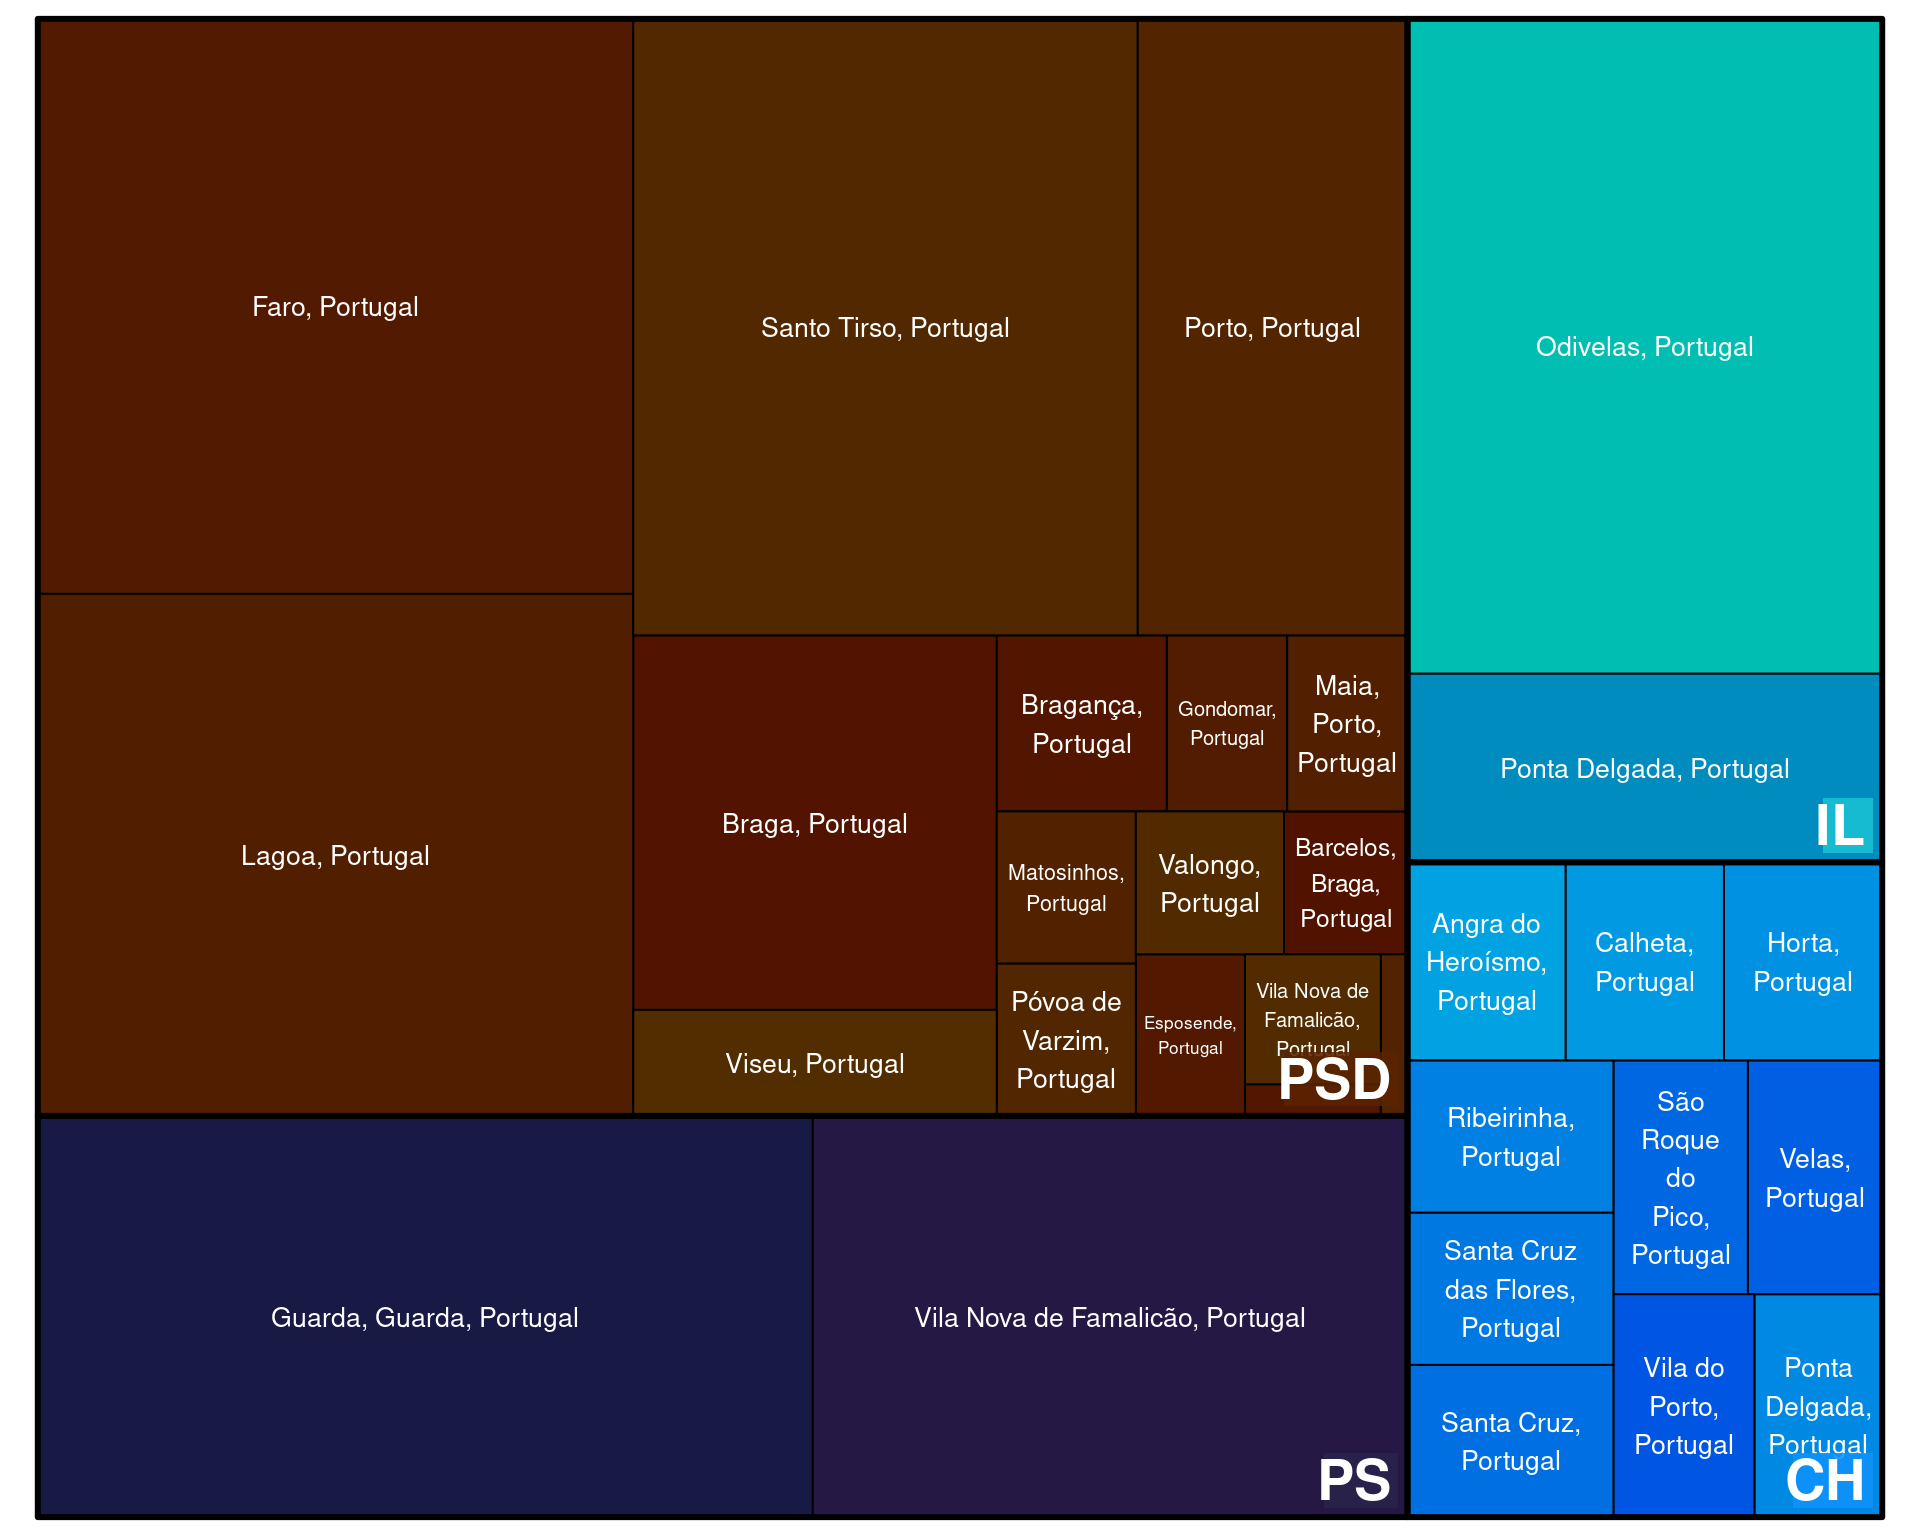 Faro, Portugal
Santo Tirso, Portugal
Porto, Portugal
Odivelas, Portugal
Lagoa, Portugal
Braga, Portugal
Bragança,
Portugal
Gondomar,
Portugal
Maia,
Porto,
Portugal
Ponta Delgada, Portugal
IL
Matosinhos,
Portugal
Valongo,
Portugal
Barcelos,
Braga,
Portugal
Viseu, Portugal
Póvoa de
Varzim,
Portugal
Esposende,
Portugal
Vila Nova de
Famalicão,
Portugal
PSD
Angra do
Heroísmo,
Portugal
Calheta,
Portugal
Horta,
Portugal
Ribeirinha,
Portugal
São
Roque
do
Pico,
Portugal
Velas,
Portugal
Santa Cruz
das Flores,
Portugal
Guarda, Guarda, Portugal
Vila Nova de Famalicão, Portugal
PS
Santa Cruz,
Portugal
Vila do
Porto,
Portugal
Ponta
Delgada,
Portugal
CH